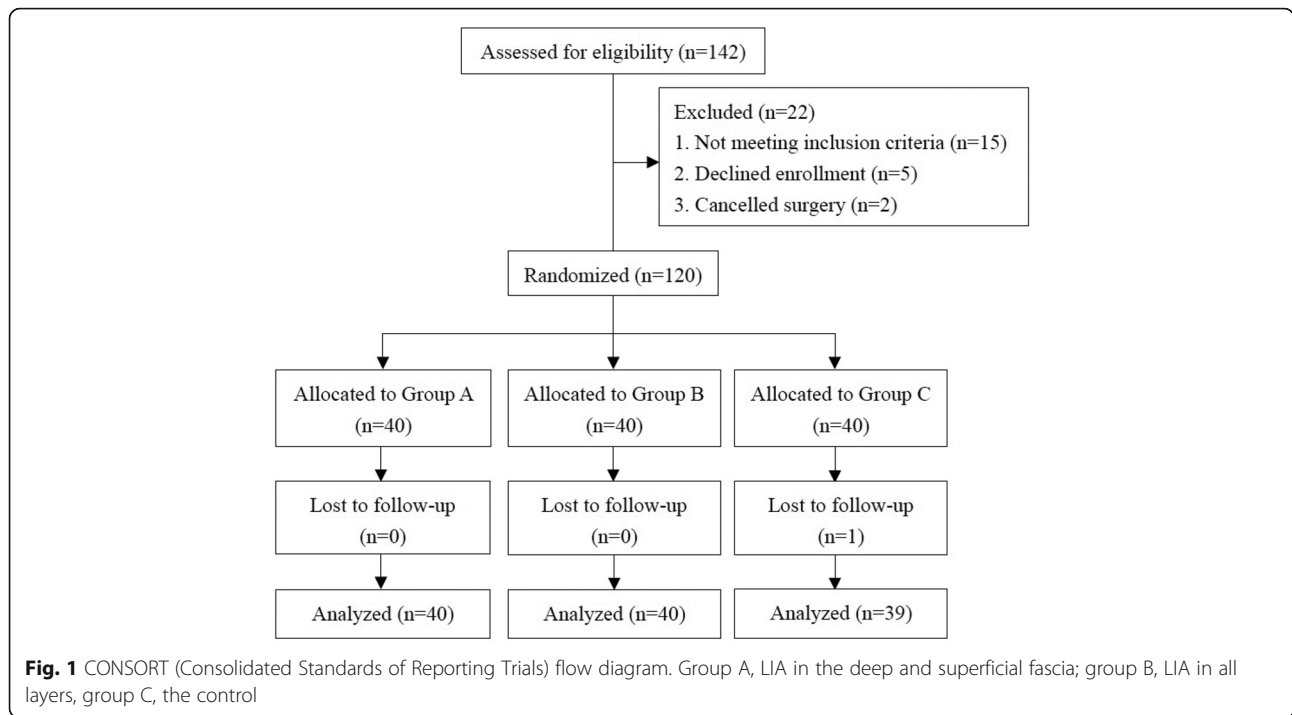 Assessed for eligibility (n=142)
Excluded (n=22)
1. Not meeting inclusion criteria (n=15)
2. Declined enrollment (n=5)
3. Cancelled surgery (n=2)
Randomized (n=120)
Allocated to Group A
(n=40)
Allocated to Group B
(n=40)
Allocated to Group C
(n=40)
Lost to follow-up
(n=0)
Lost to follow-up
(n=0)
Lost to follow-up
(n=1)
Analyzed (n=40)
Analyzed (n=40)
Analyzed (n=39)
Fig. 1 CONSORT (Consolidated Standards of Reporting Trials) flow diagram. Group A, LIA in the deep and superficial fascia; group B, LIA in all
layers, group C, the control